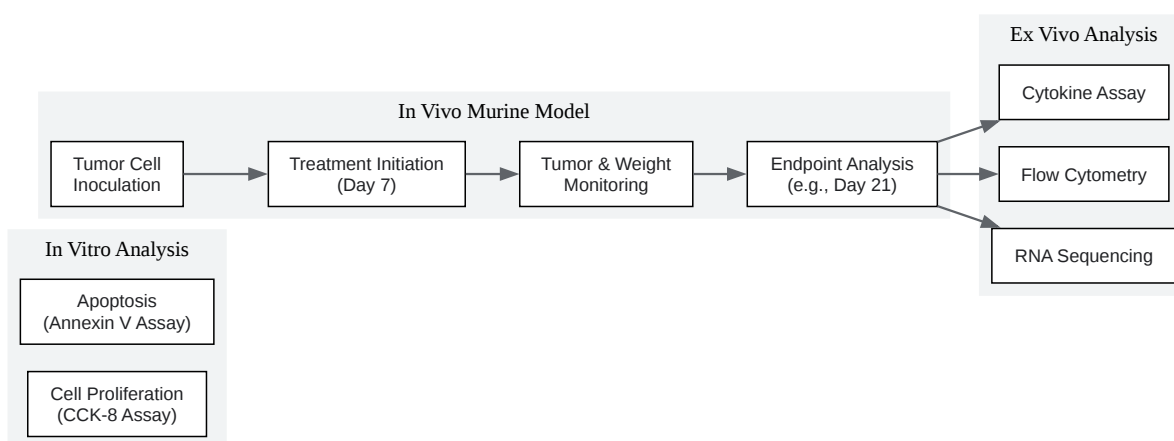 Ex Vivo Analysis
Cytokine Assay
In Vivo Murine Model
Tumor Cell
Inoculation
Treatment Initiation
(Day 7)
Tumor & Weight
Monitoring
Endpoint Analysis
(e.g., Day 21)
Flow Cytometry
RNA Sequencing
In Vitro Analysis
Apoptosis
(Annexin V Assay)
Cell Proliferation
(CCK-8 Assay)